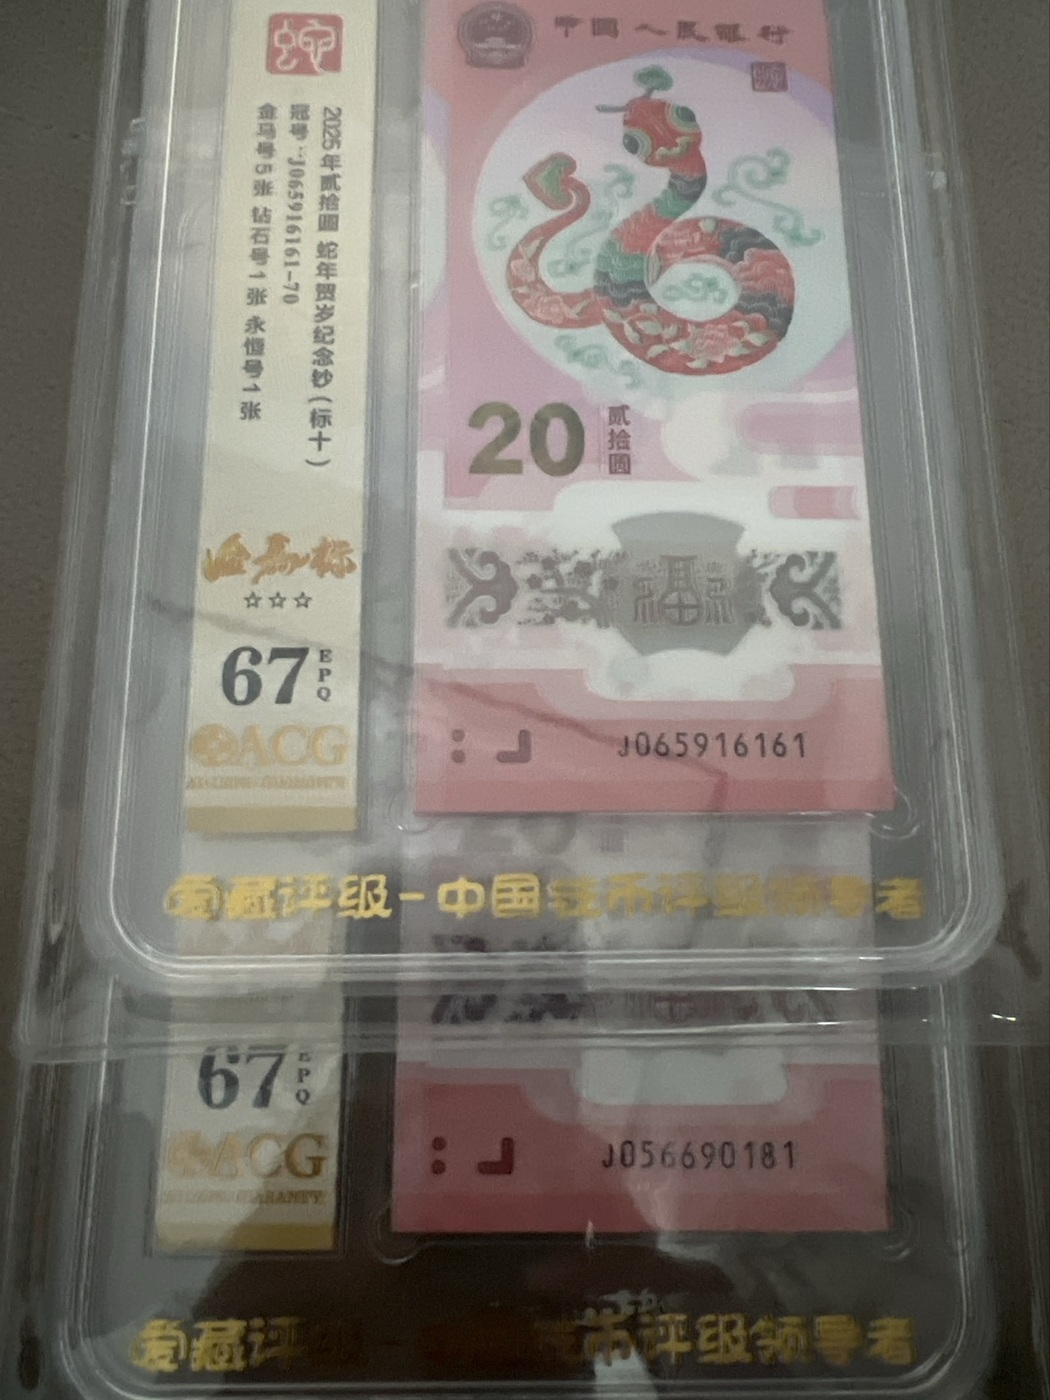 蛇
2025年贰拾圆 蛇年贺岁纪念钞(标十)
冠号:J065916161-70
金玛号5张 钻石号1张 永恒号1张
☆☆☆
67
EPQ
ACG
中国人民银行
20
贰拾圆
福
J065916161
爱藏评级-中国钱币评级领导者
67
EPQ
ACG
J056690181
爱藏评级-
币评级领导者